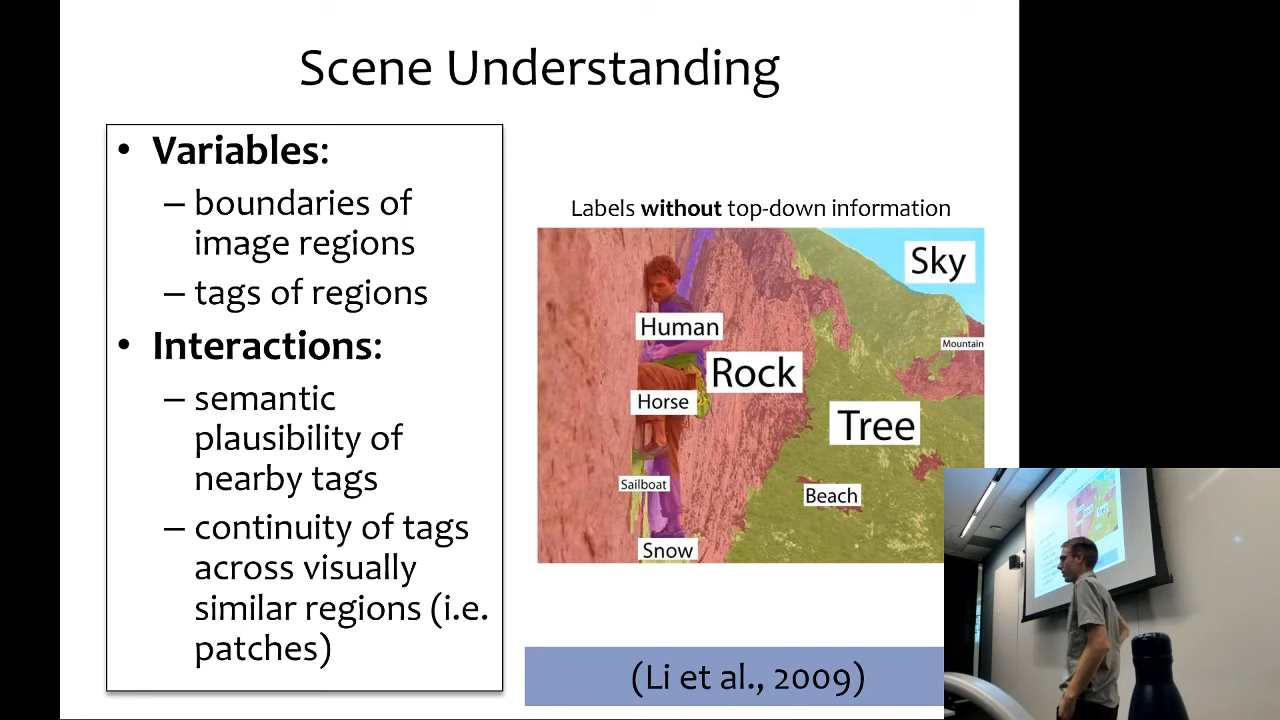 Scene Understanding
• Variables:
– boundaries of
image regions
– tags of regions
• Interactions:
– semantic
plausibility of
nearby tags
– continuity of tags
across visually
similar regions (i.e.
patches)
Labels without top-down information
Sky
Human
Mountain
Rock
Horse
Tree
Sailboat
Beach
Snow
(Li et al., 2009)